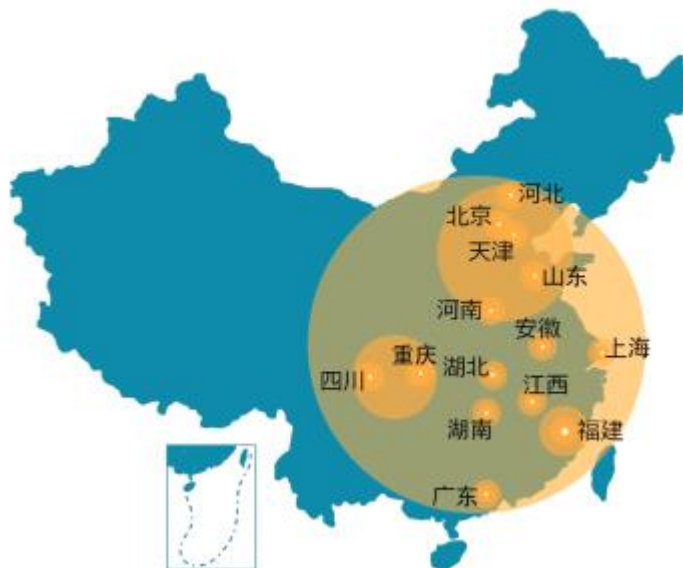 河北
北京
天津
山东
河南
安徽
上海
重庆
湖北
四川
江西
湖南
福建
广东